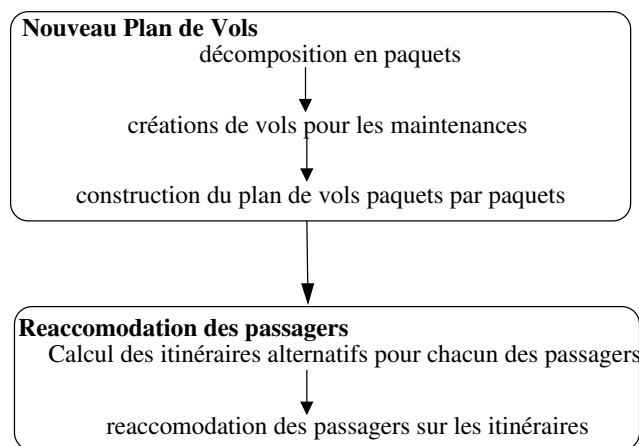 Nouveau Plan de Vols
décomposition en paquets
créations de vols pour les maintenances
construction du plan de vols paquets par paquets
Reaccomodation des passagers
Calcul des itinéraires alternatifs pour chacun des passagers
reaccomodation des passagers sur les itinéraires